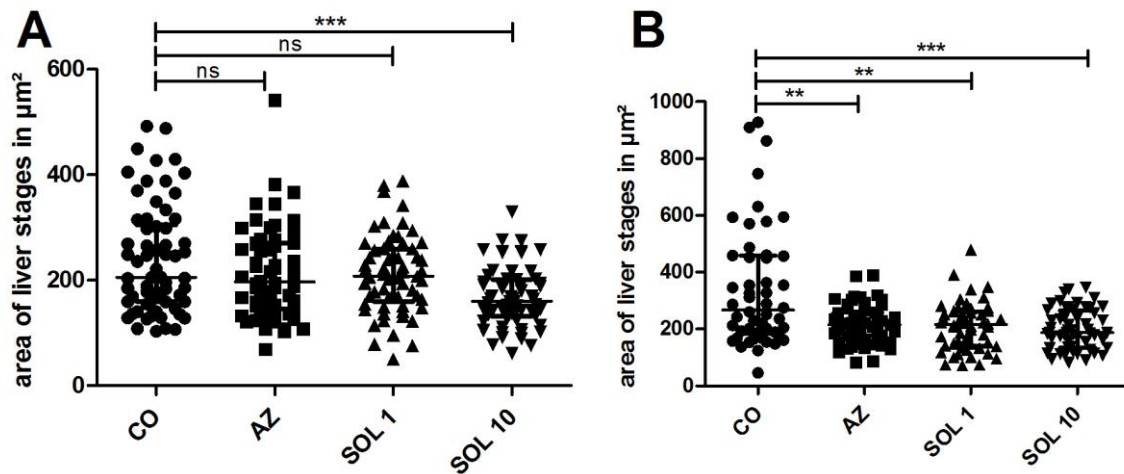 A
***
ns
ns
area of liver stages in µm²
600
400
200
0
CO
AZ
SOL 1
SOL 10
B
***
**
**
area of liver stages in µm²
1000
800
600
400
200
0
CO
AZ
SOL 1
SOL 10